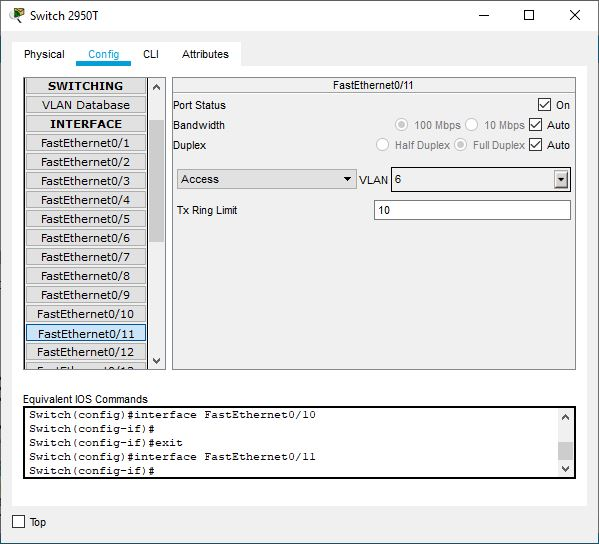 Switch 2950T
Physical Config CLI Attributes
SWITCHING
VLAN Database
INTERFACE
FastEthernet0/1
FastEthernet0/2
FastEthernet0/3
FastEthernet0/4
FastEthernet0/5
FastEthernet0/6
FastEthernet0/7
FastEthernet0/8
FastEthernet0/9
FastEthernet0/10
FastEthernet0/11
FastEthernet0/12
FastEthernet0/11
Port Status On
Bandwidth 100 Mbps 10 Mbps Auto
Duplex Half Duplex Full Duplex Auto
Access VLAN 6
Tx Ring Limit 10
Equivalent IOS Commands
Switch(config)#interface FastEthernet0/10
Switch(config-if)#
Switch(config-if)#exit
Switch(config)#interface FastEthernet0/11
Switch(config-if)#
Top